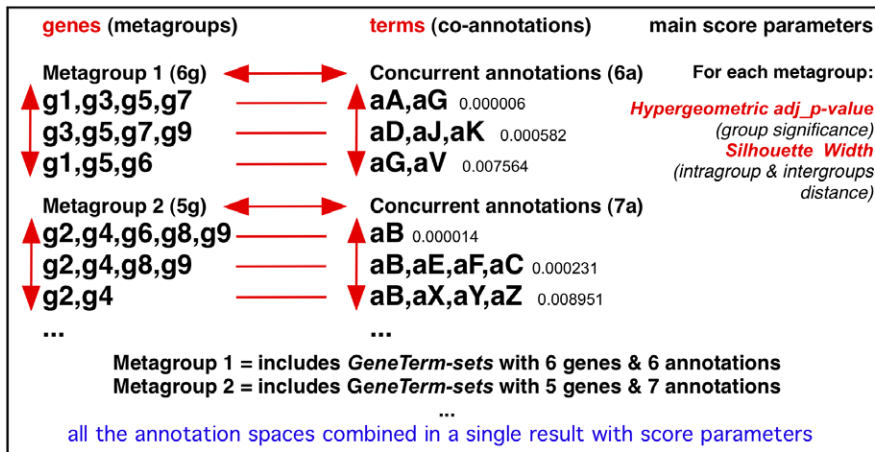 genes (metagroups) terms (co-annotations) main score parameters
Metagroup 1 (6g) Concurrent annotations (6a) For each metagroup:
g1,g3,g5,g7 aA,aG 0.000006
Hypergeometric adj_p-value
g3,g5,g7,g9 aD,aJ,aK 0.000582
(group significance)
Silhouette Width
g1,g5,g6 aG,aV 0.007564
(intragroup & intergroups
distance)
Metagroup 2 (5g) Concurrent annotations (7a)
g2,g4,g6,g8,g9 aB 0.000014
g2,g4,g8,g9 aB,aE,aF,aC 0.000231
g2,g4 aB,aX,aY,aZ 0.008951
... ...
Metagroup 1 = includes GeneTerm-sets with 6 genes & 6 annotations
Metagroup 2 = includes GeneTerm-sets with 5 genes & 7 annotations
...
all the annotation spaces combined in a single result with score parameters